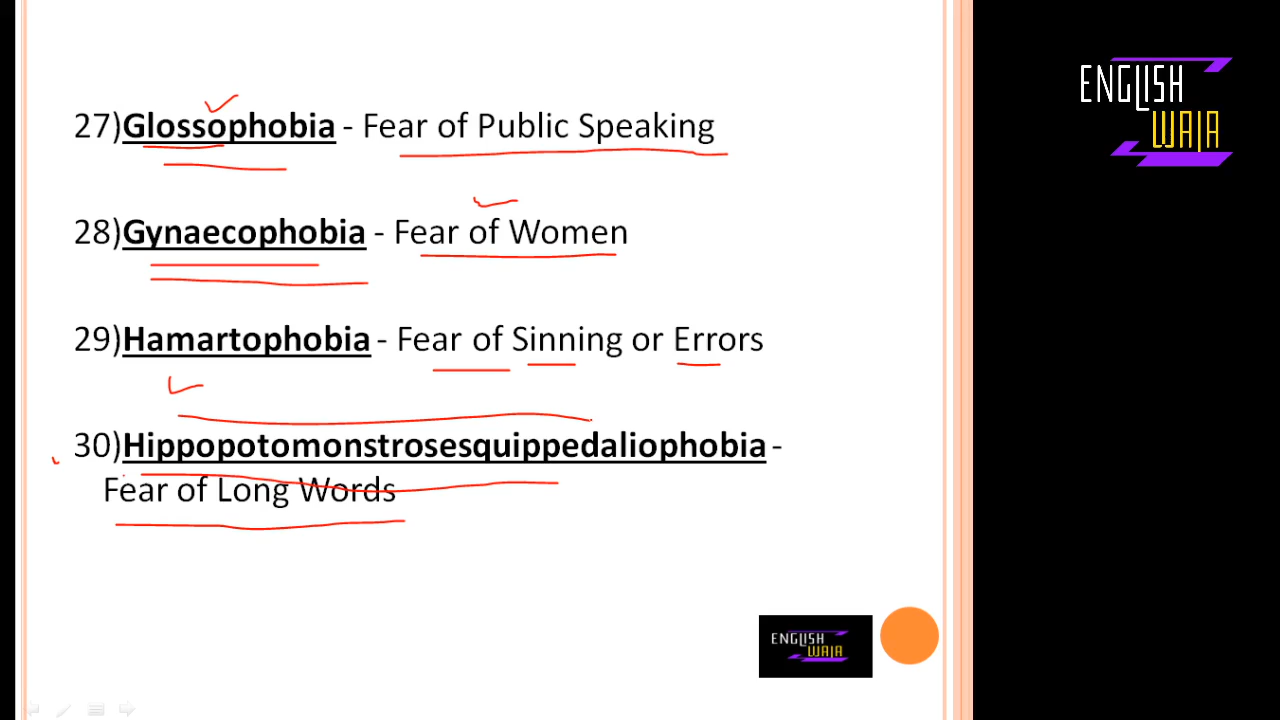 ENGLISH
WAJA
27)Glossophobia - Fear of Public Speaking
28)Gynaecophobia - Fear of Women
29)Hamartophobia - Fear of Sinning or Errors
30)Hippopotomonstrosesquippedaliophobia -
Fear of Long Words
ENGLISH
WAJA